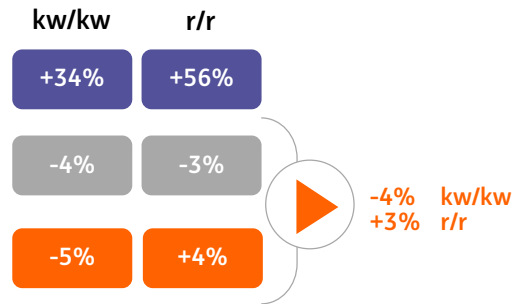 kw/kw r/r
+34% +56%
-4% -3%
-4% kw/kw
+3% r/r
-5% +4%